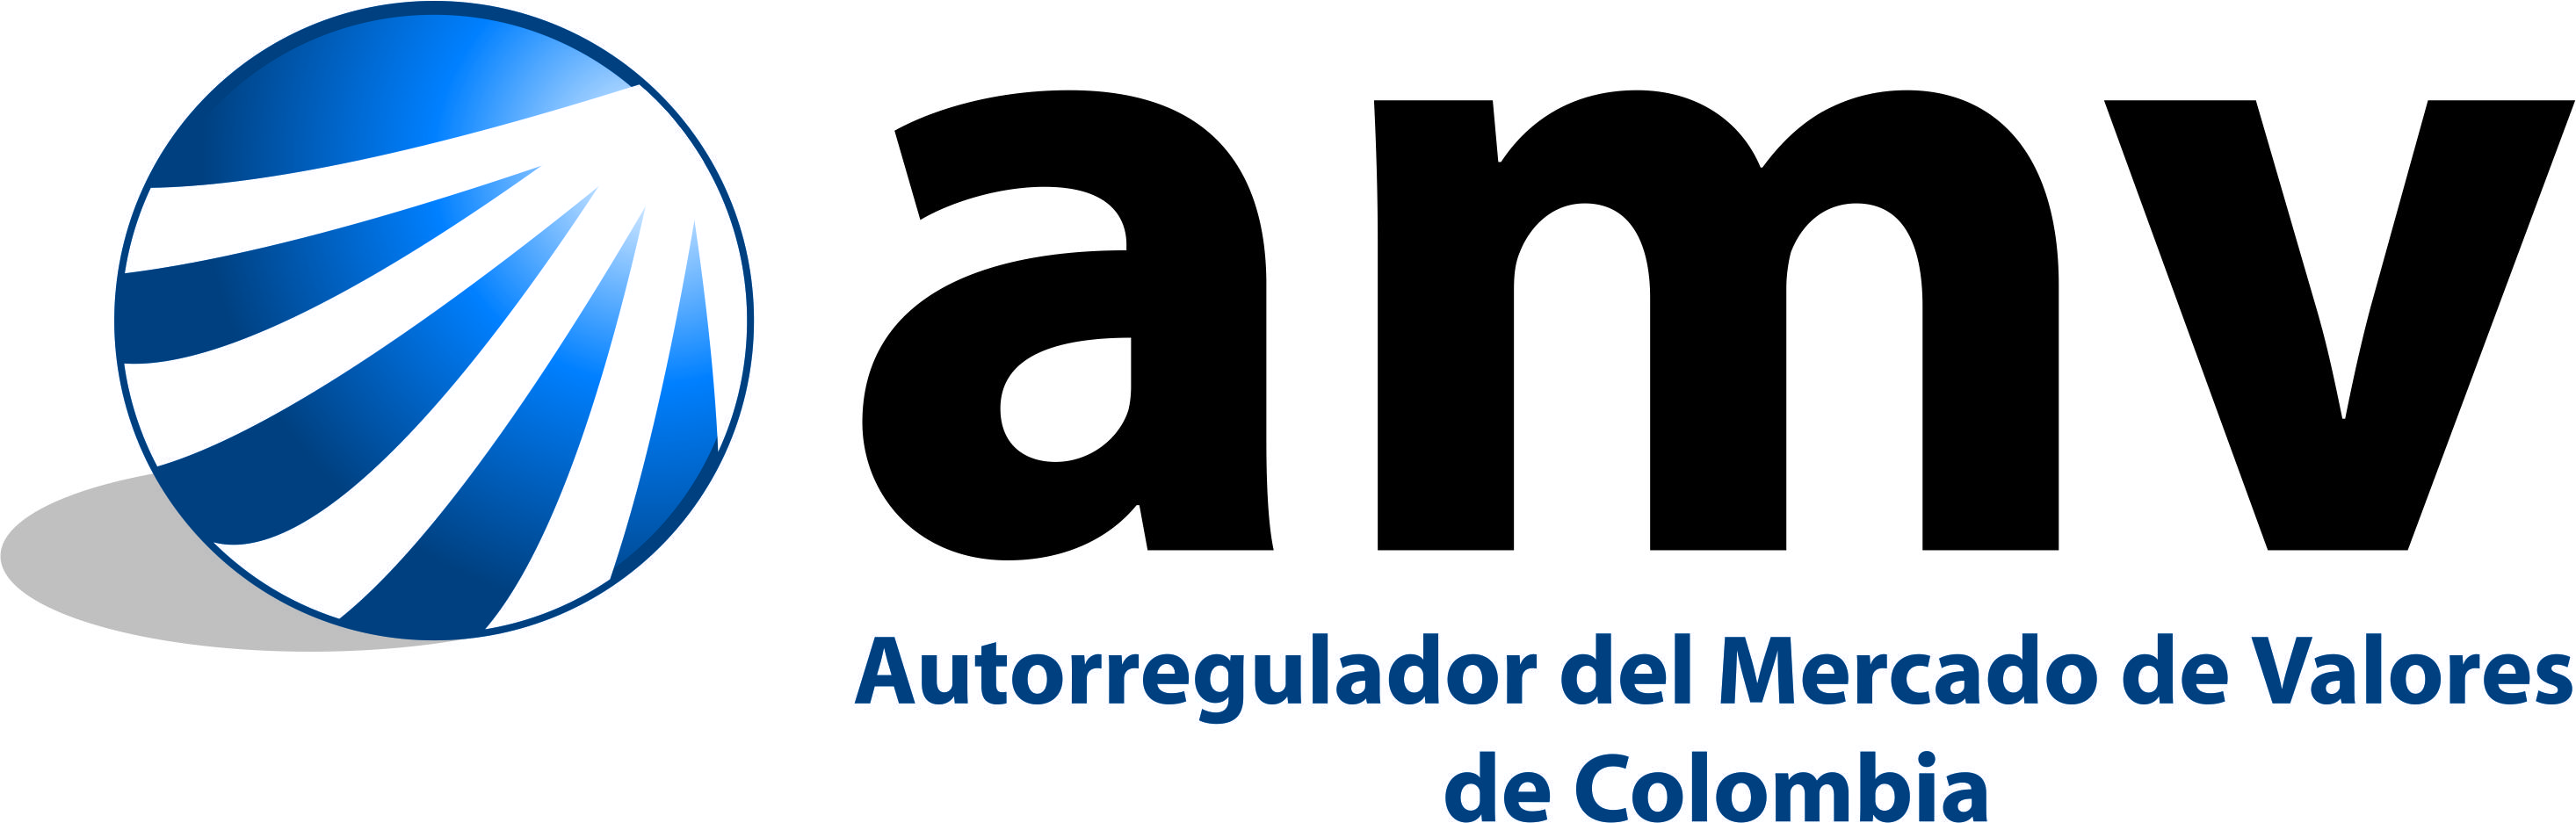 amv
Autorregulador del Mercado de Valores
de Colombia